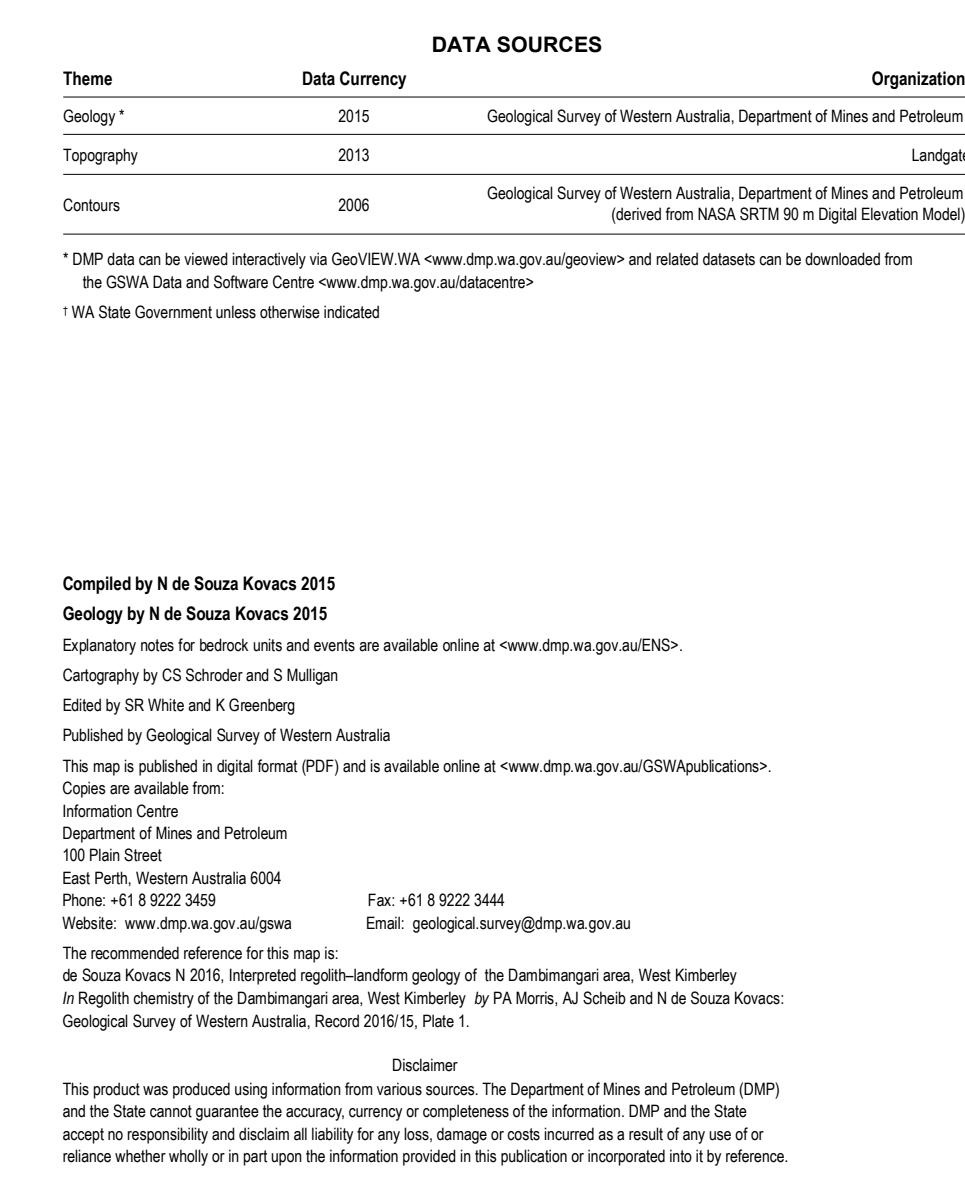 DATA SOURCES
Theme Data Currency Organization
Geology * 2015 Geological Survey of Western Australia, Department of Mines and Petroleum
Topography 2013 Landgate
Contours 2006 Geological Survey of Western Australia, Department of Mines and Petroleum
(derived from NASA SRTM 90 m Digital Elevation Model)
* DMP data can be viewed interactively via GeoVIEW.WA <www.dmp.wa.gov.au/geoview> and related datasets can be downloaded from
the GSWA Data and Software Centre <www.dmp.wa.gov.au/datacentre>
† WA State Government unless otherwise indicated
Compiled by N de Souza Kovacs 2015
Geology by N de Souza Kovacs 2015
Explanatory notes for bedrock units and events are available online at <www.dmp.wa.gov.au/ENS>.
Cartography by CS Schroder and S Mulligan
Edited by SR White and K Greenberg
Published by Geological Survey of Western Australia
This map is published in digital format (PDF) and is available online at <www.dmp.wa.gov.au/GSWApublications>.
Copies are available from:
Information Centre
Department of Mines and Petroleum
100 Plain Street
East Perth, Western Australia 6004
Phone: +61 8 9222 3459 Fax: +61 8 9222 3444
Website: www.dmp.wa.gov.au/gswa Email: geological.survey@dmp.wa.gov.au
The recommended reference for this map is:
de Souza Kovacs N 2016, Interpreted regolith–landform geology of the Dambimangari area, West Kimberley
In Regolith chemistry of the Dambimangari area, West Kimberley by PA Morris, AJ Scheib and N de Souza Kovacs:
Geological Survey of Western Australia, Record 2016/15, Plate 1.
Disclaimer
This product was produced using information from various sources. The Department of Mines and Petroleum (DMP)
and the State cannot guarantee the accuracy, currency or completeness of the information. DMP and the State
accept no responsibility and disclaim all liability for any loss, damage or costs incurred as a result of any use of or
reliance whether wholly or in part upon the information provided in this publication or incorporated into it by reference.